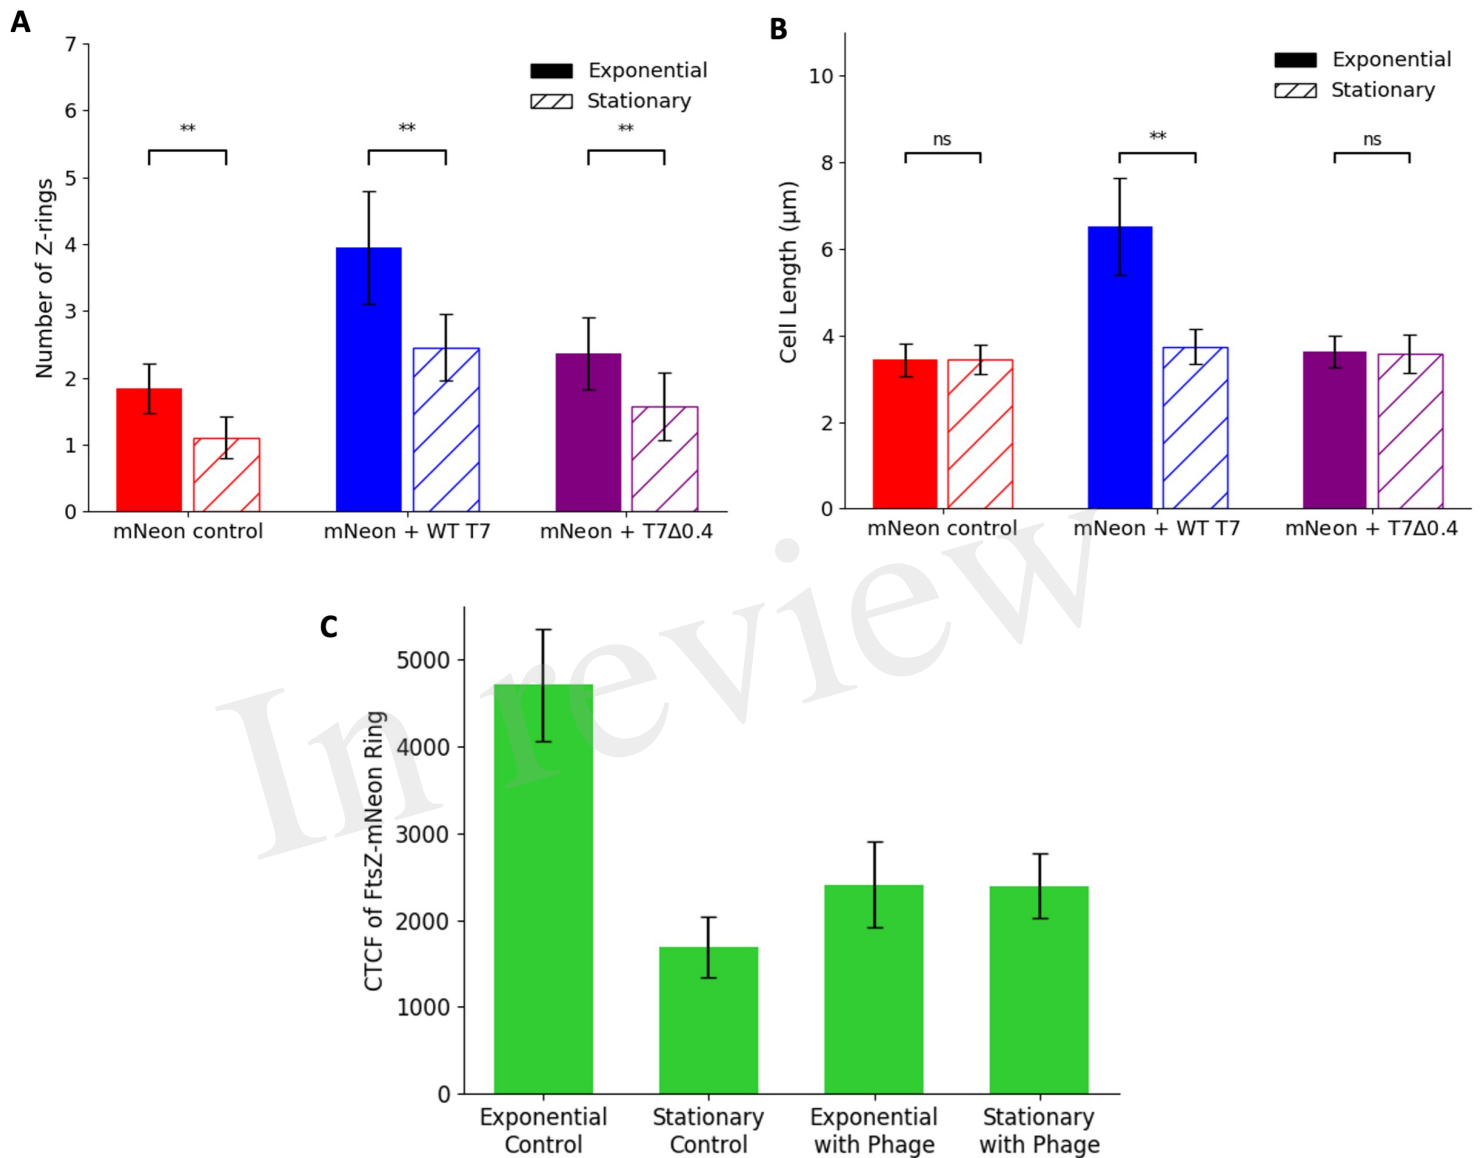 A
7
6
5
4
3
2
1
0
Number of Z-rings
Exponential
Stationary
**
**
**
mNeon control
mNeon + WT T7
mNeon + T7Δ0.4
B
10
8
6
4
2
0
Cell Length (μm)
Exponential
Stationary
ns
**
ns
mNeon control
mNeon + WT T7
mNeon + T7Δ0.4
C
5000
4000
3000
2000
1000
0
CTCF of FtsZ-mNeon Ring
Exponential
Control
Stationary
Control
Exponential
with Phage
Stationary
with Phage
In review